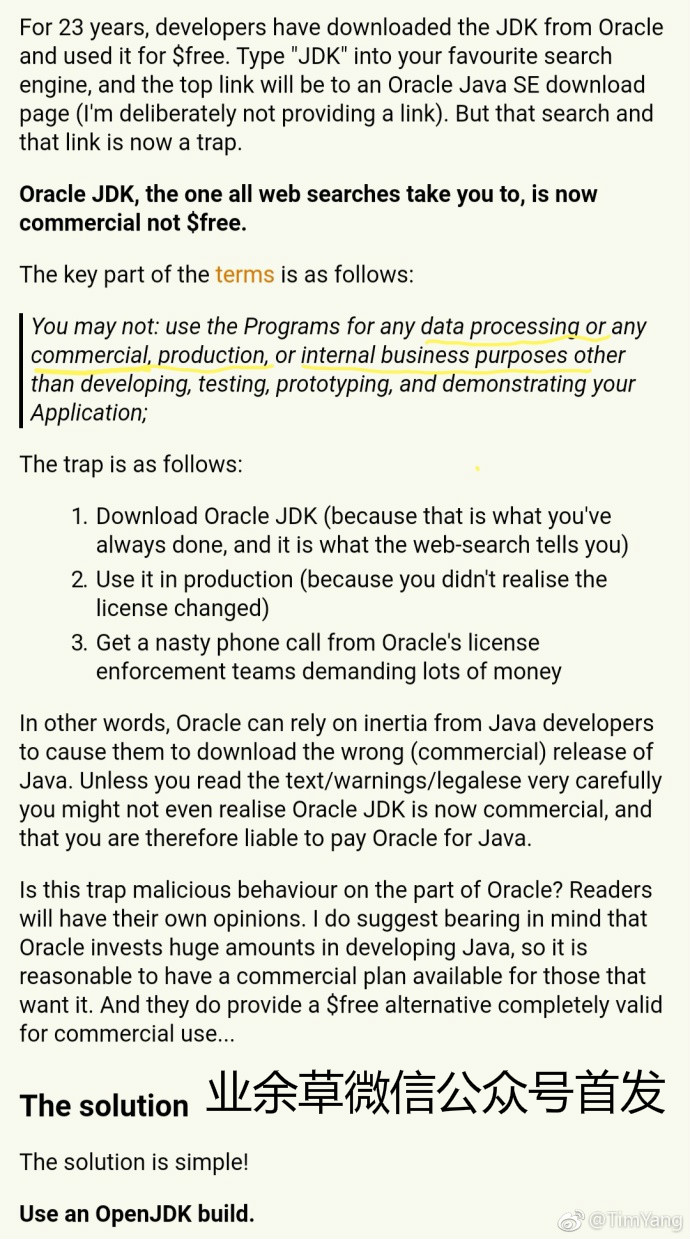 For 23 years, developers have downloaded the JDK from Oracle
and used it for $free. Type "JDK" into your favourite search
engine, and the top link will be to an Oracle Java SE download
page (I'm deliberately not providing a link). But that search and
that link is now a trap.
Oracle JDK, the one all web searches take you to, is now
commercial not $free.
The key part of the terms is as follows:
You may not: use the Programs for any data processing or any
commercial, production, or internal business purposes other
than developing, testing, prototyping, and demonstrating your
Application;
The trap is as follows:
1. Download Oracle JDK (because that is what you've
always done, and it is what the web-search tells you)
2. Use it in production (because you didn't realise the
license changed)
3. Get a nasty phone call from Oracle's license
enforcement teams demanding lots of money
In other words, Oracle can rely on inertia from Java developers
to cause them to download the wrong (commercial) release of
Java. Unless you read the text/warnings/legalese very carefully
you might not even realise Oracle JDK is now commercial, and
that you are therefore liable to pay Oracle for Java.
Is this trap malicious behaviour on the part of Oracle? Readers
will have their own opinions. I do suggest bearing in mind that
Oracle invests huge amounts in developing Java, so it is
reasonable to have a commercial plan available for those that
want it. And they do provide a $free alternative completely valid
for commercial use...
The solution 业余草微信公众号首发
The solution is simple!
Use an OpenJDK build.
@TimYang